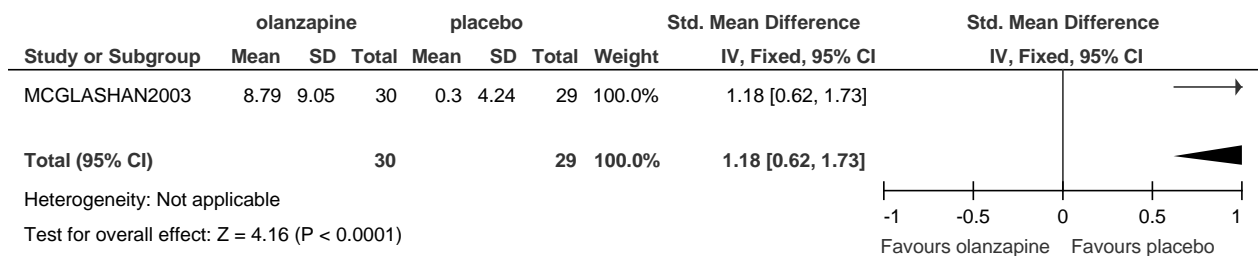 olanzapine placebo Std. Mean Difference Std. Mean Difference
Study or Subgroup Mean SD Total Mean SD Total Weight IV, Fixed, 95% CI IV, Fixed, 95% CI
MCGLASHAN2003 8.79 9.05 30 0.3 4.24 29 100.0% 1.18 [0.62, 1.73]
Total (95% CI) 30 29 100.0% 1.18 [0.62, 1.73]
Heterogeneity: Not applicable
Test for overall effect: Z = 4.16 (P < 0.0001)
-1 -0.5 0 0.5 1
Favours olanzapine Favours placebo